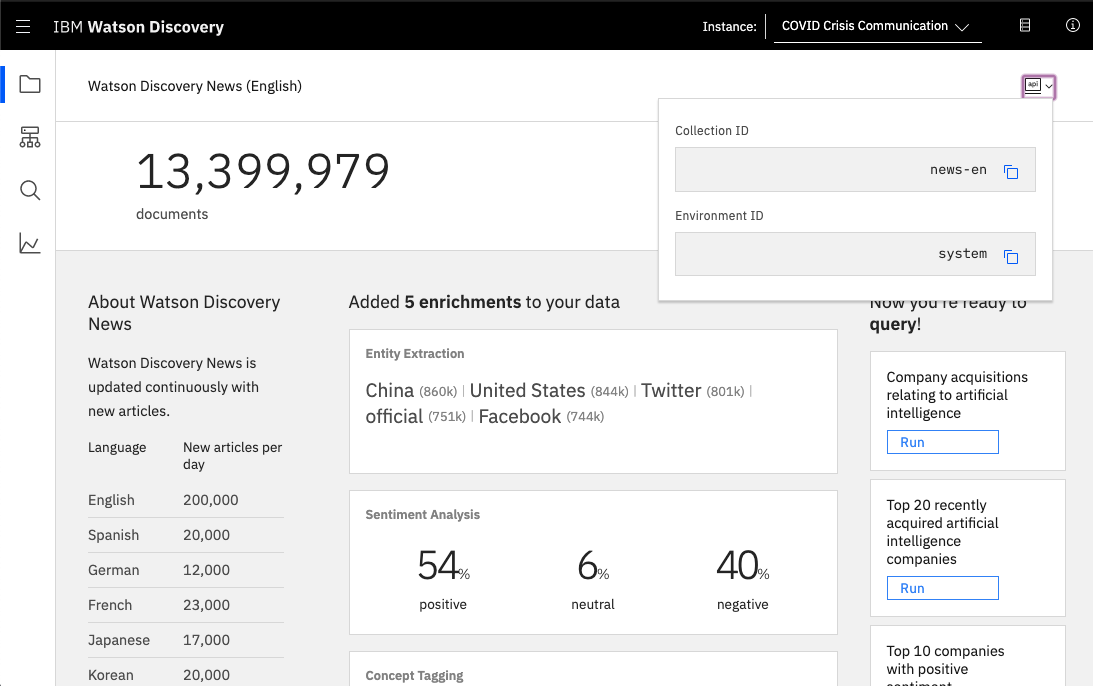 IBM Watson Discovery
Instance:
COVID Crisis Communication
Watson Discovery News (English)
api
Collection ID
news-en
Environment ID
system
13,399,979
documents
About Watson Discovery
News
Watson Discovery News is
updated continuously with
new articles.
Language New articles per
day
English 200,000
Spanish 20,000
German 12,000
French 23,000
Japanese 17,000
Korean 20,000
Added 5 enrichments to your data
Entity Extraction
China (860k) | United States (844k) | Twitter (801k) |
official (751k) | Facebook (744k)
Sentiment Analysis
54% 6% 40%
positive neutral negative
Concept Tagging
Now you're ready to
query!
Company acquisitions
relating to artificial
intelligence
Run
Top 20 recently
acquired artificial
intelligence
companies
Run
Top 10 companies
with positive
sentiment